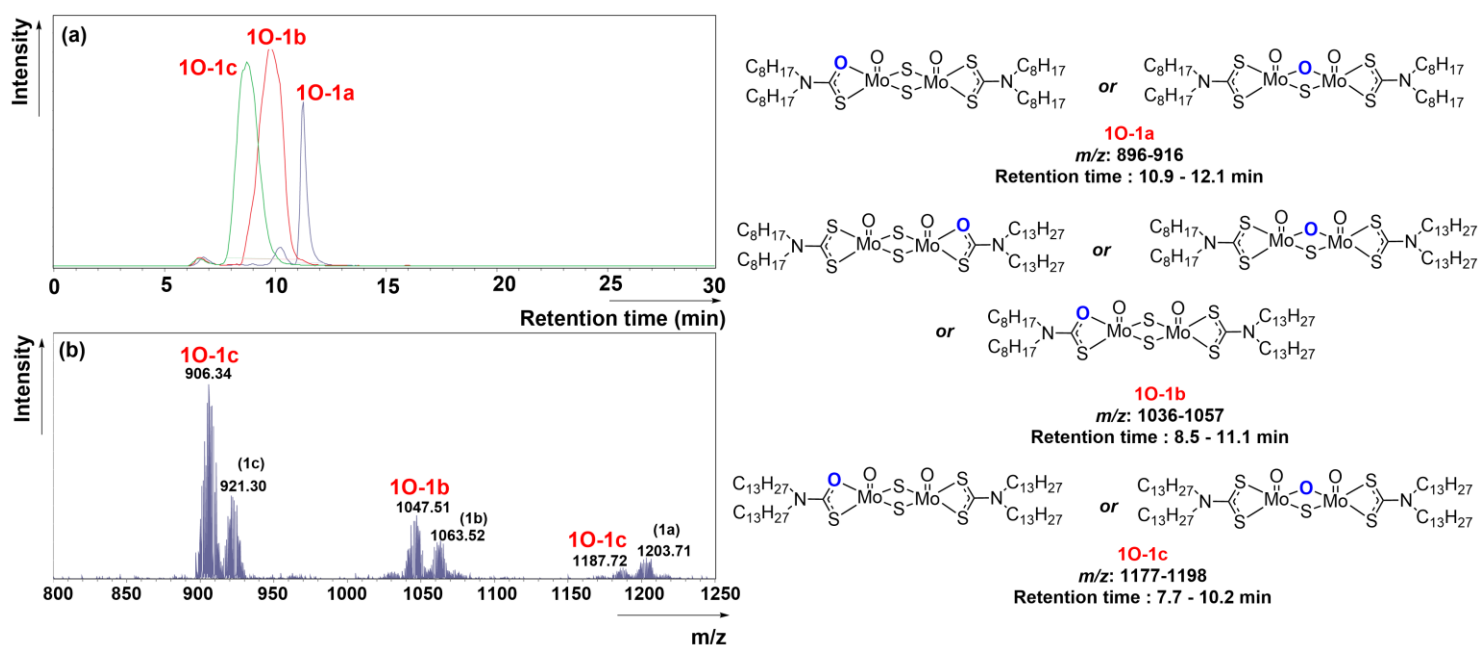 (a)
Intensity
1O-1c
1O-1b
1O-1a
0 5 10 15 20 25 30
Retention time (min)
(b)
Intensity
1O-1c
906.34
(1c)
921.30
1O-1b
1047.51
(1b)
1063.52
1O-1c
1187.72
(1a)
1203.71
800 850 900 950 1000 1050 1100 1150 1200 1250
m/z
C8H17 N C8H17 O S O Mo S S O Mo S S N C8H17 C8H17
or
C8H17 N C8H17 S S O Mo O S O Mo S S N C8H17 C8H17
1O-1a
m/z: 896-916
Retention time : 10.9 - 12.1 min
C8H17 N C8H17 S S O Mo S S O Mo O S N C13H27 C13H27
or
C8H17 N C8H17 S S O Mo O S O Mo S S N C13H27 C13H27
or
C8H17 N C8H17 O S O Mo S S O Mo S S N C13H27 C13H27
1O-1b
m/z: 1036-1057
Retention time : 8.5 - 11.1 min
C13H27 N C13H27 O S O Mo S S O Mo S S N C13H27 C13H27
or
C13H27 N C13H27 S S O Mo O S O Mo S S N C13H27 C13H27
1O-1c
m/z: 1177-1198
Retention time : 7.7 - 10.2 min